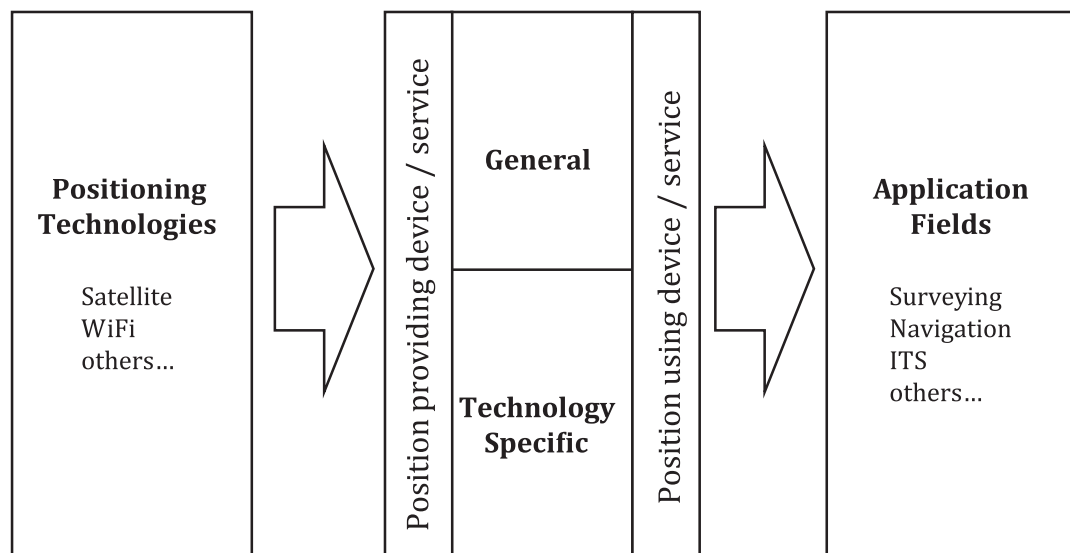 Positioning
Technologies
Satellite
WiFi
others…
Position providing device / service
General
Technology
Specific
Position using device / service
Application
Fields
Surveying
Navigation
ITS
others…